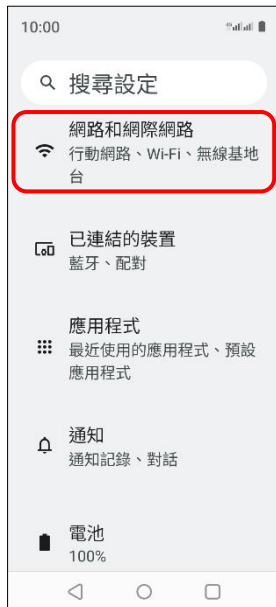 10:00
搜尋設定
網路和網際網路
行動網路、Wi-Fi、無線基地
台
已連結的裝置
藍牙、配對
應用程式
最近使用的應用程式、預設
應用程式
通知
通知記錄、對話
電池
100%